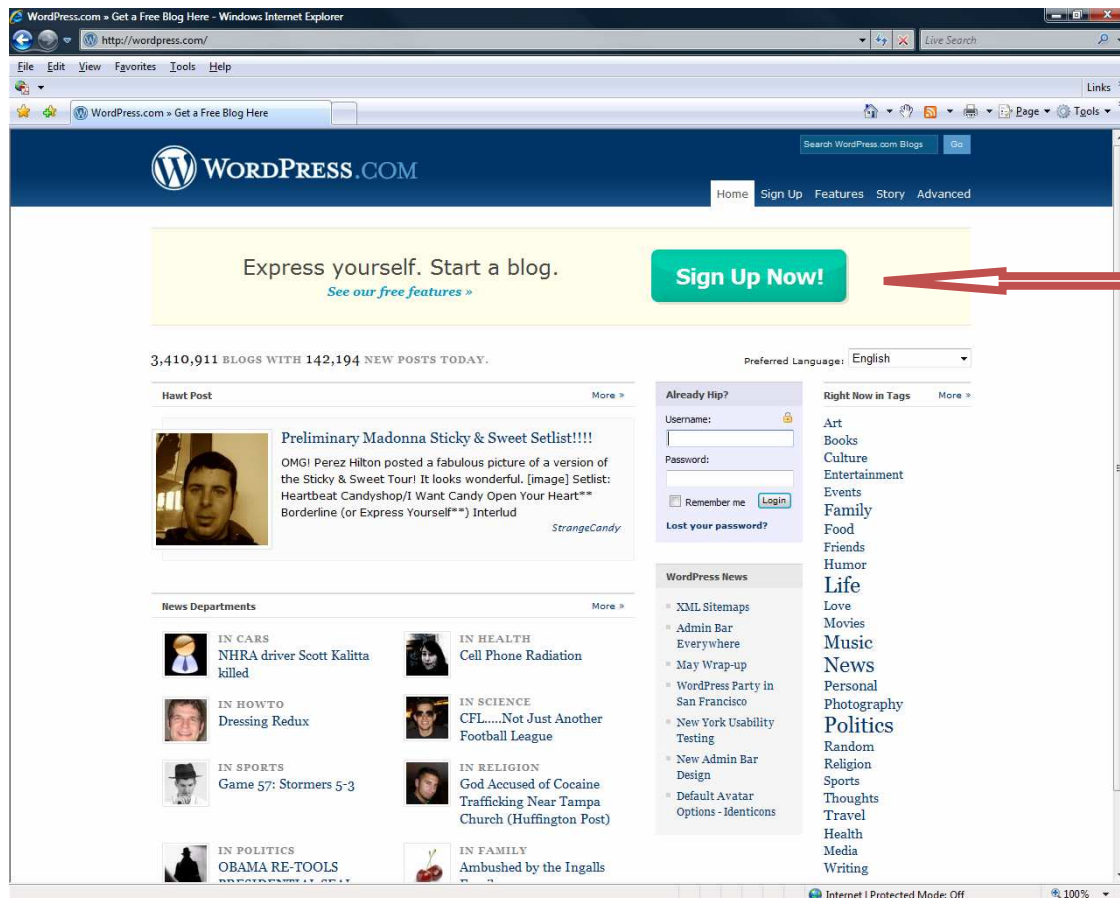 WordPress.com » Get a Free Blog Here - Windows Internet Explorer
http://wordpress.com/
Live Search
File Edit View Favorites Tools Help
Links
WordPress.com » Get a Free Blog Here
Page Tools
WORDPRESS.COM
Search WordPress.com Blogs
Go
Home Sign Up Features Story Advanced
Express yourself. Start a blog.
See our free features »
Sign Up Now!
3,410,911 BLOGS WITH 142,194 NEW POSTS TODAY.
Preferred Language: English
Hawt Post More »
Preliminary Madonna Sticky & Sweet Setlist!!!!
OMG! Perez Hilton posted a fabulous picture of a version of
the Sticky & Sweet Tour! It looks wonderful. [image] Setlist:
Heartbeat Candyshop/I Want Candy Open Your Heart**
Borderline (or Express Yourself**) Interlud
StrangeCandy
News Departments More »
IN CARS
NHRA driver Scott Kalitta
killed
IN HEALTH
Cell Phone Radiation
IN HOWTO
Dressing Redux
IN SCIENCE
CFL.....Not Just Another
Football League
IN SPORTS
Game 57: Stormers 5-3
IN RELIGION
God Accused of Cocaine
Trafficking Near Tampa
Church (Huffington Post)
IN POLITICS
OBAMA RE-TOOLS
PRESIDENTIAL SEAL
IN FAMILY
Ambushed by the Ingalls
Already Hip?
Username:
Password:
Remember me Login
Lost your password?
WordPress News
XML Sitemaps
Admin Bar
Everywhere
May Wrap-up
WordPress Party in
San Francisco
New York Usability
Testing
New Admin Bar
Design
Default Avatar
Options - Identicons
Right Now in Tags More »
Art
Books
Culture
Entertainment
Events
Family
Food
Friends
Humor
Life
Love
Movies
Music
News
Personal
Photography
Politics
Random
Religion
Sports
Thoughts
Travel
Health
Media
Writing
Internet | Protected Mode: Off
100%